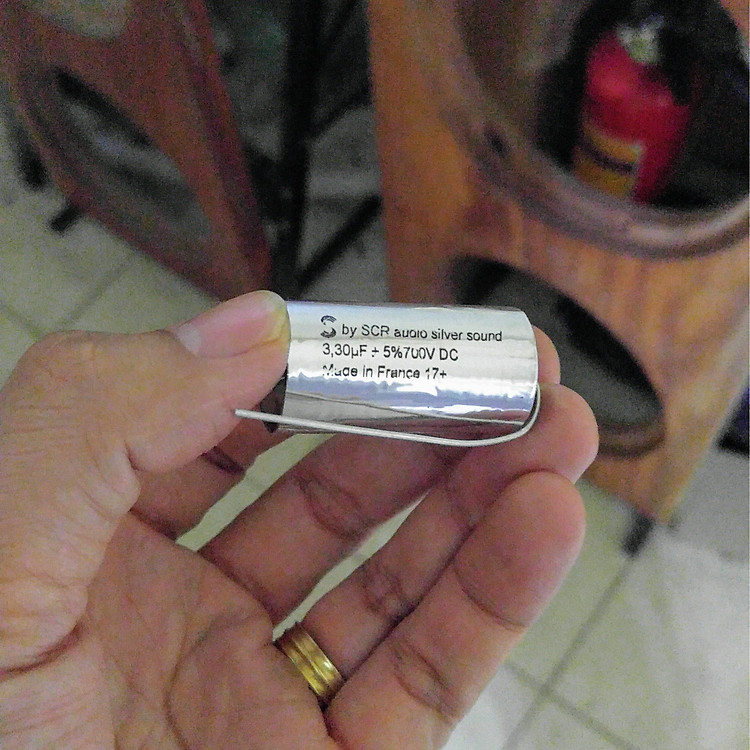 S by SCR audio silver sound
3,30µF ± 5%700V DC
Made in France 17+